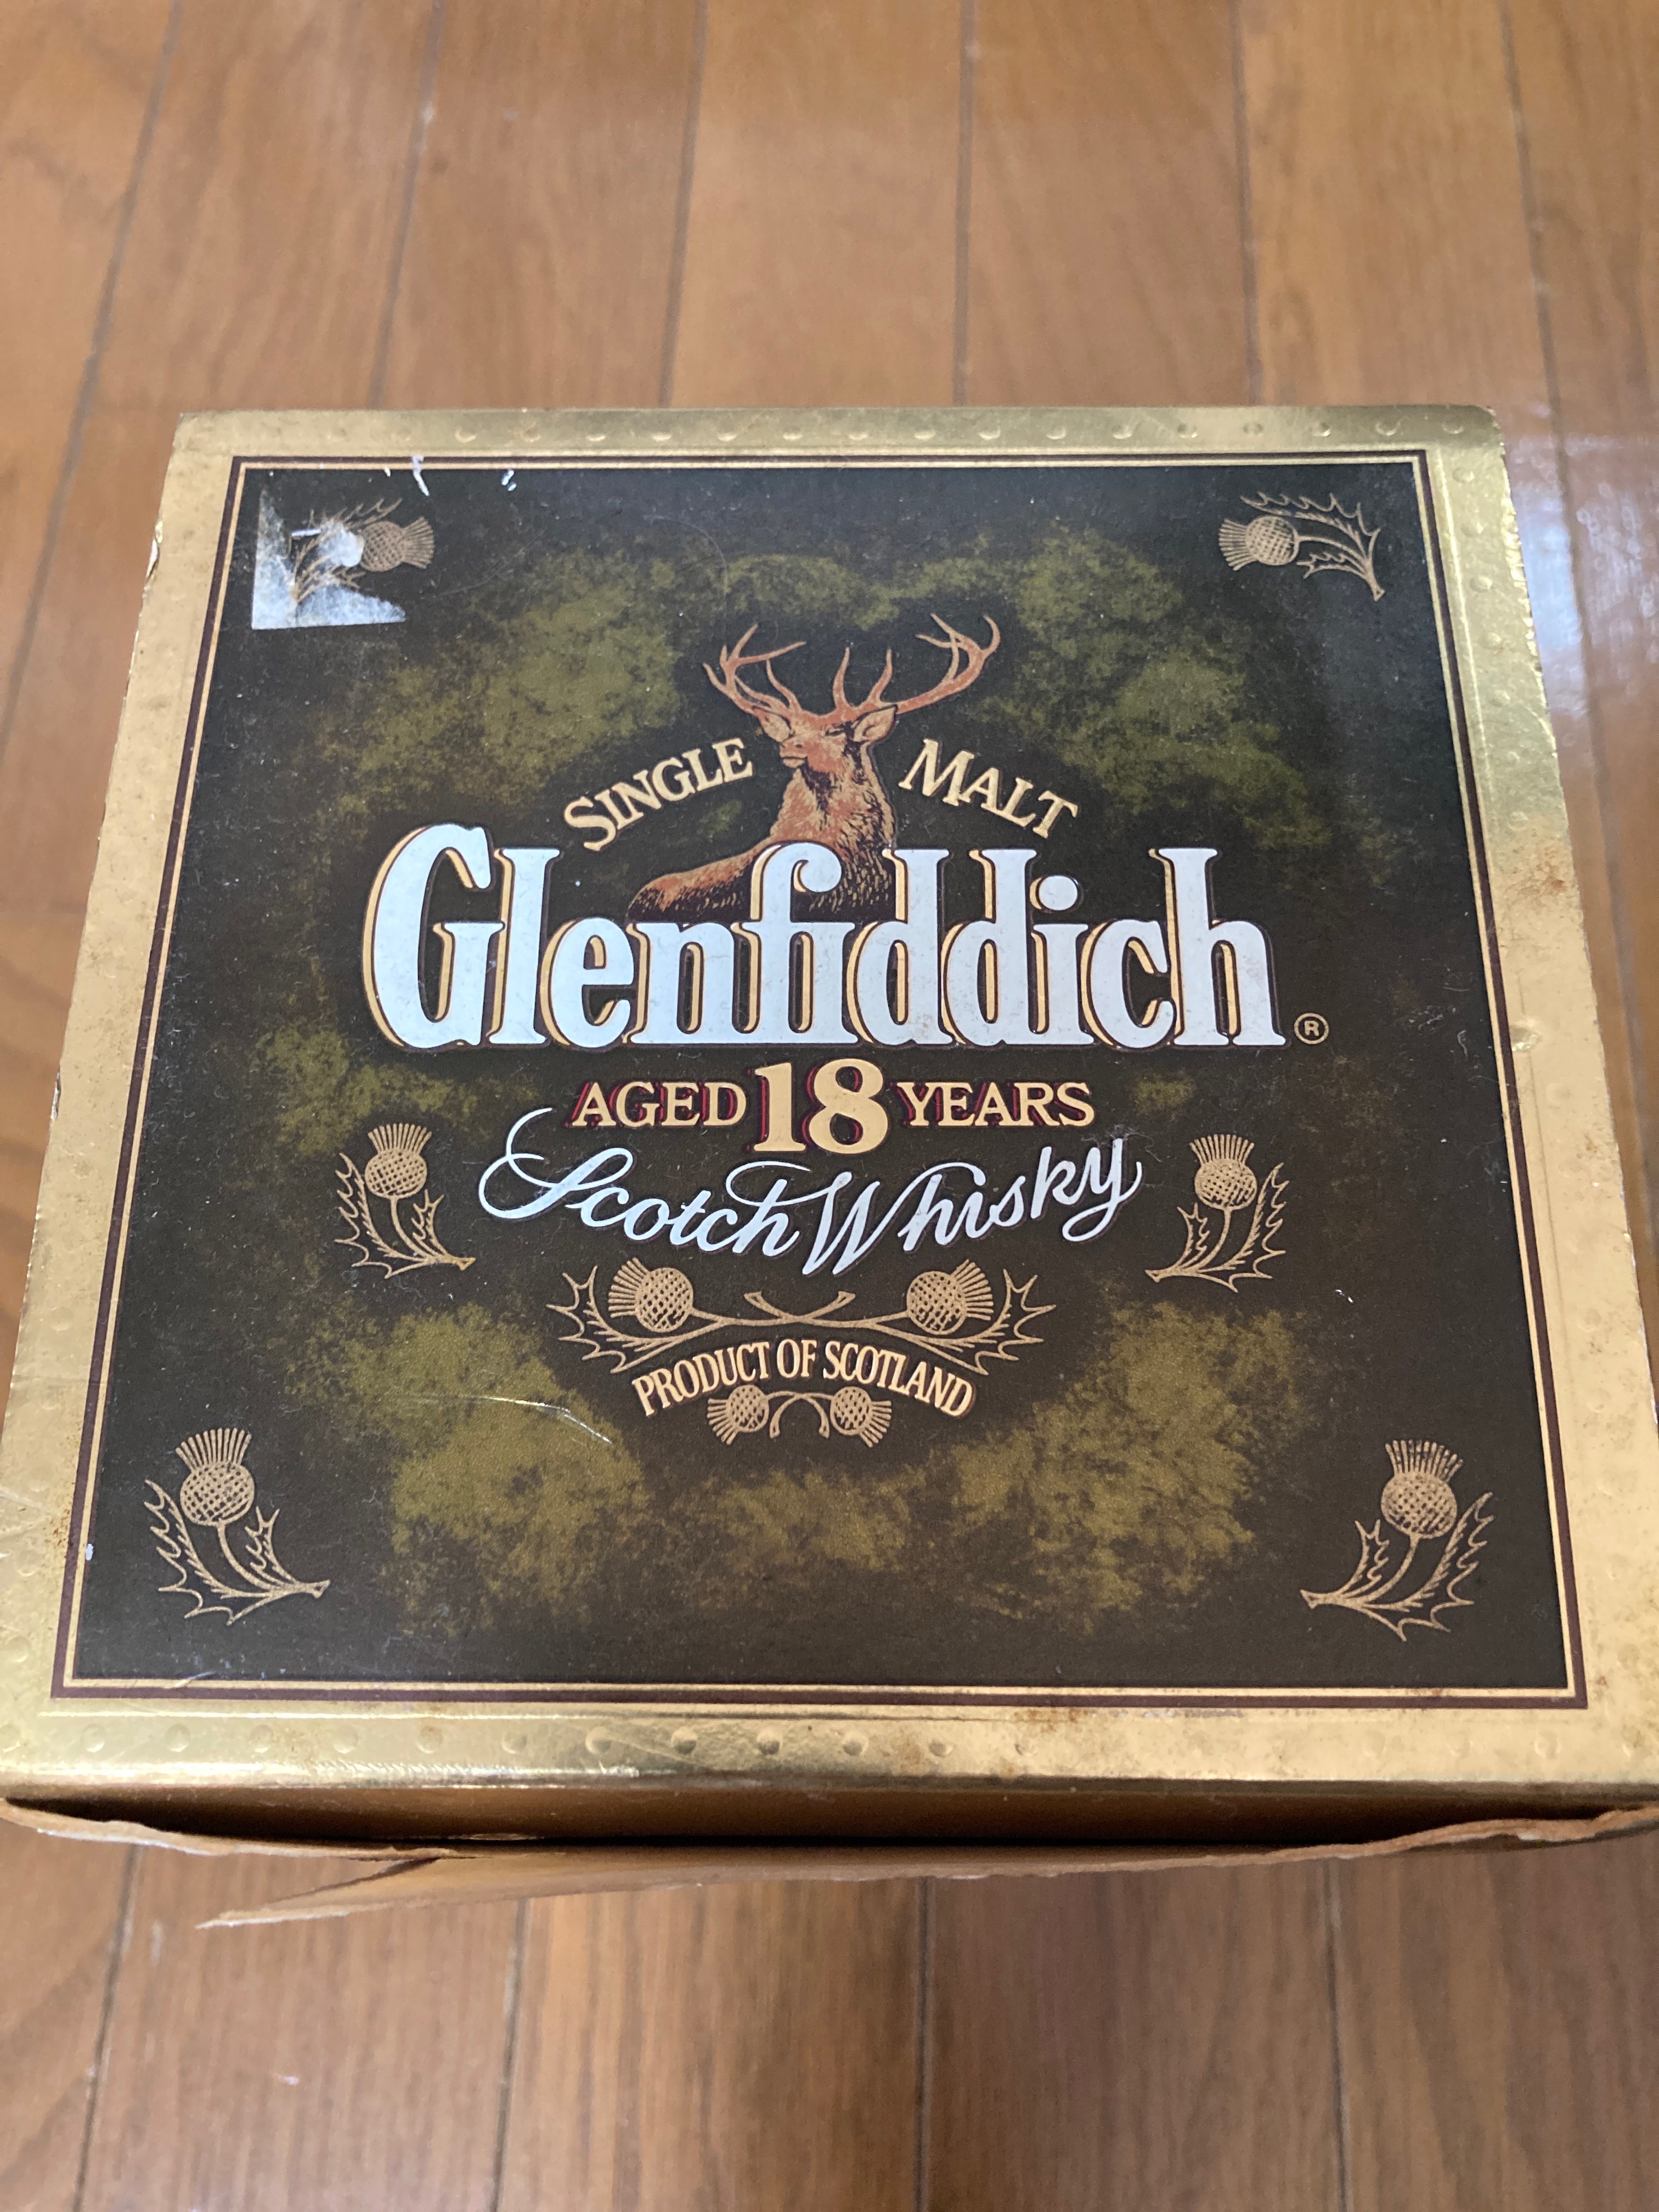 SINGLE MALT
Glenfiddich®
AGED 18 YEARS
Scotch Whisky
PRODUCT OF SCOTLAND